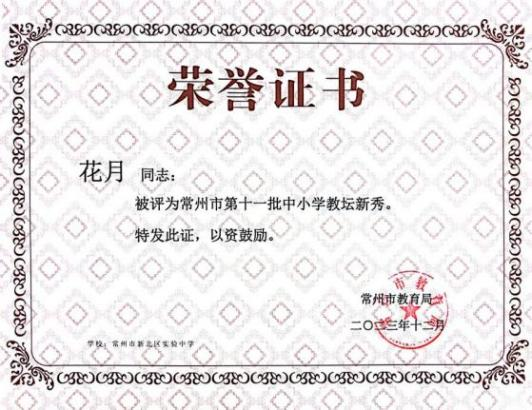 荣誉证书
花月 同志：
被评为常州市第十一批中小学教坛新秀。
特发此证，以资鼓励。
常州市教育局
二〇二三年十二月
学校：常州市新北区实验中学